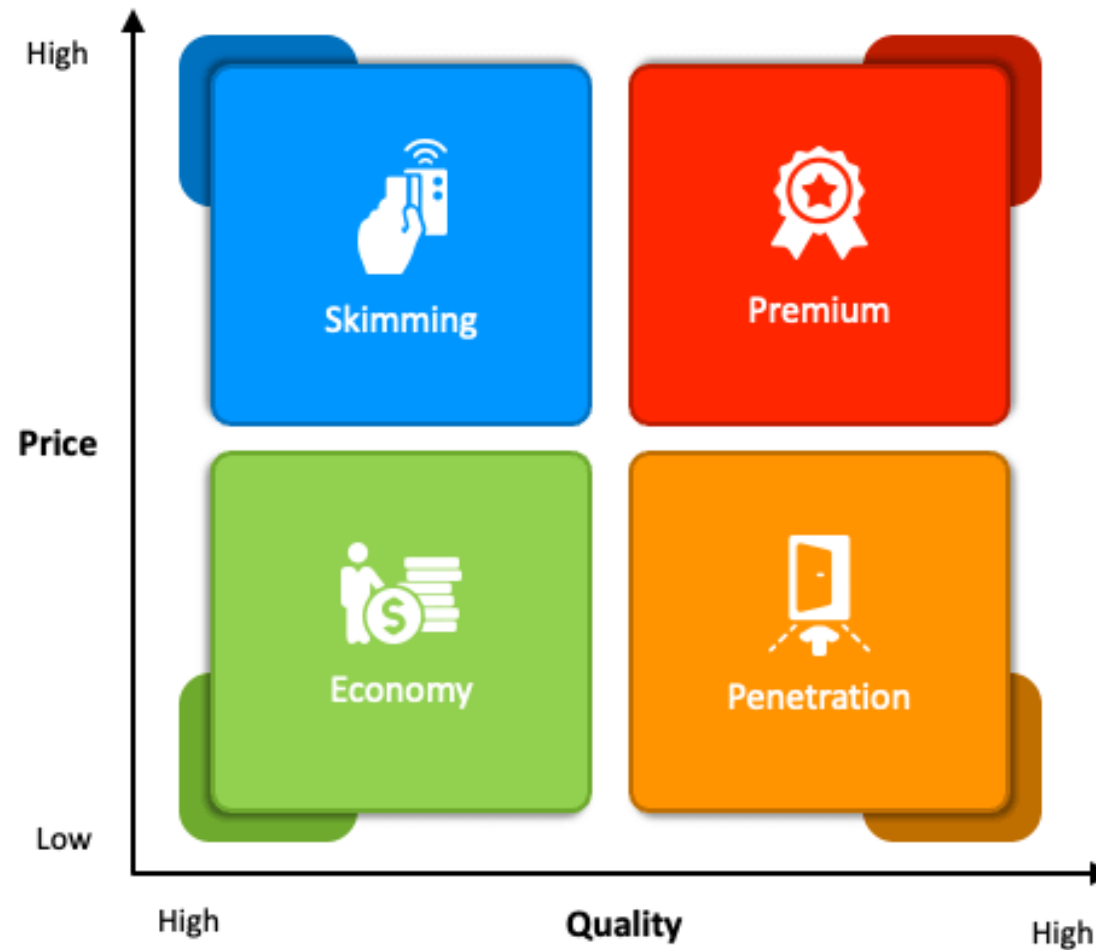 High
Skimming
Premium
Price
Economy
Penetration
Low
High
Quality
High